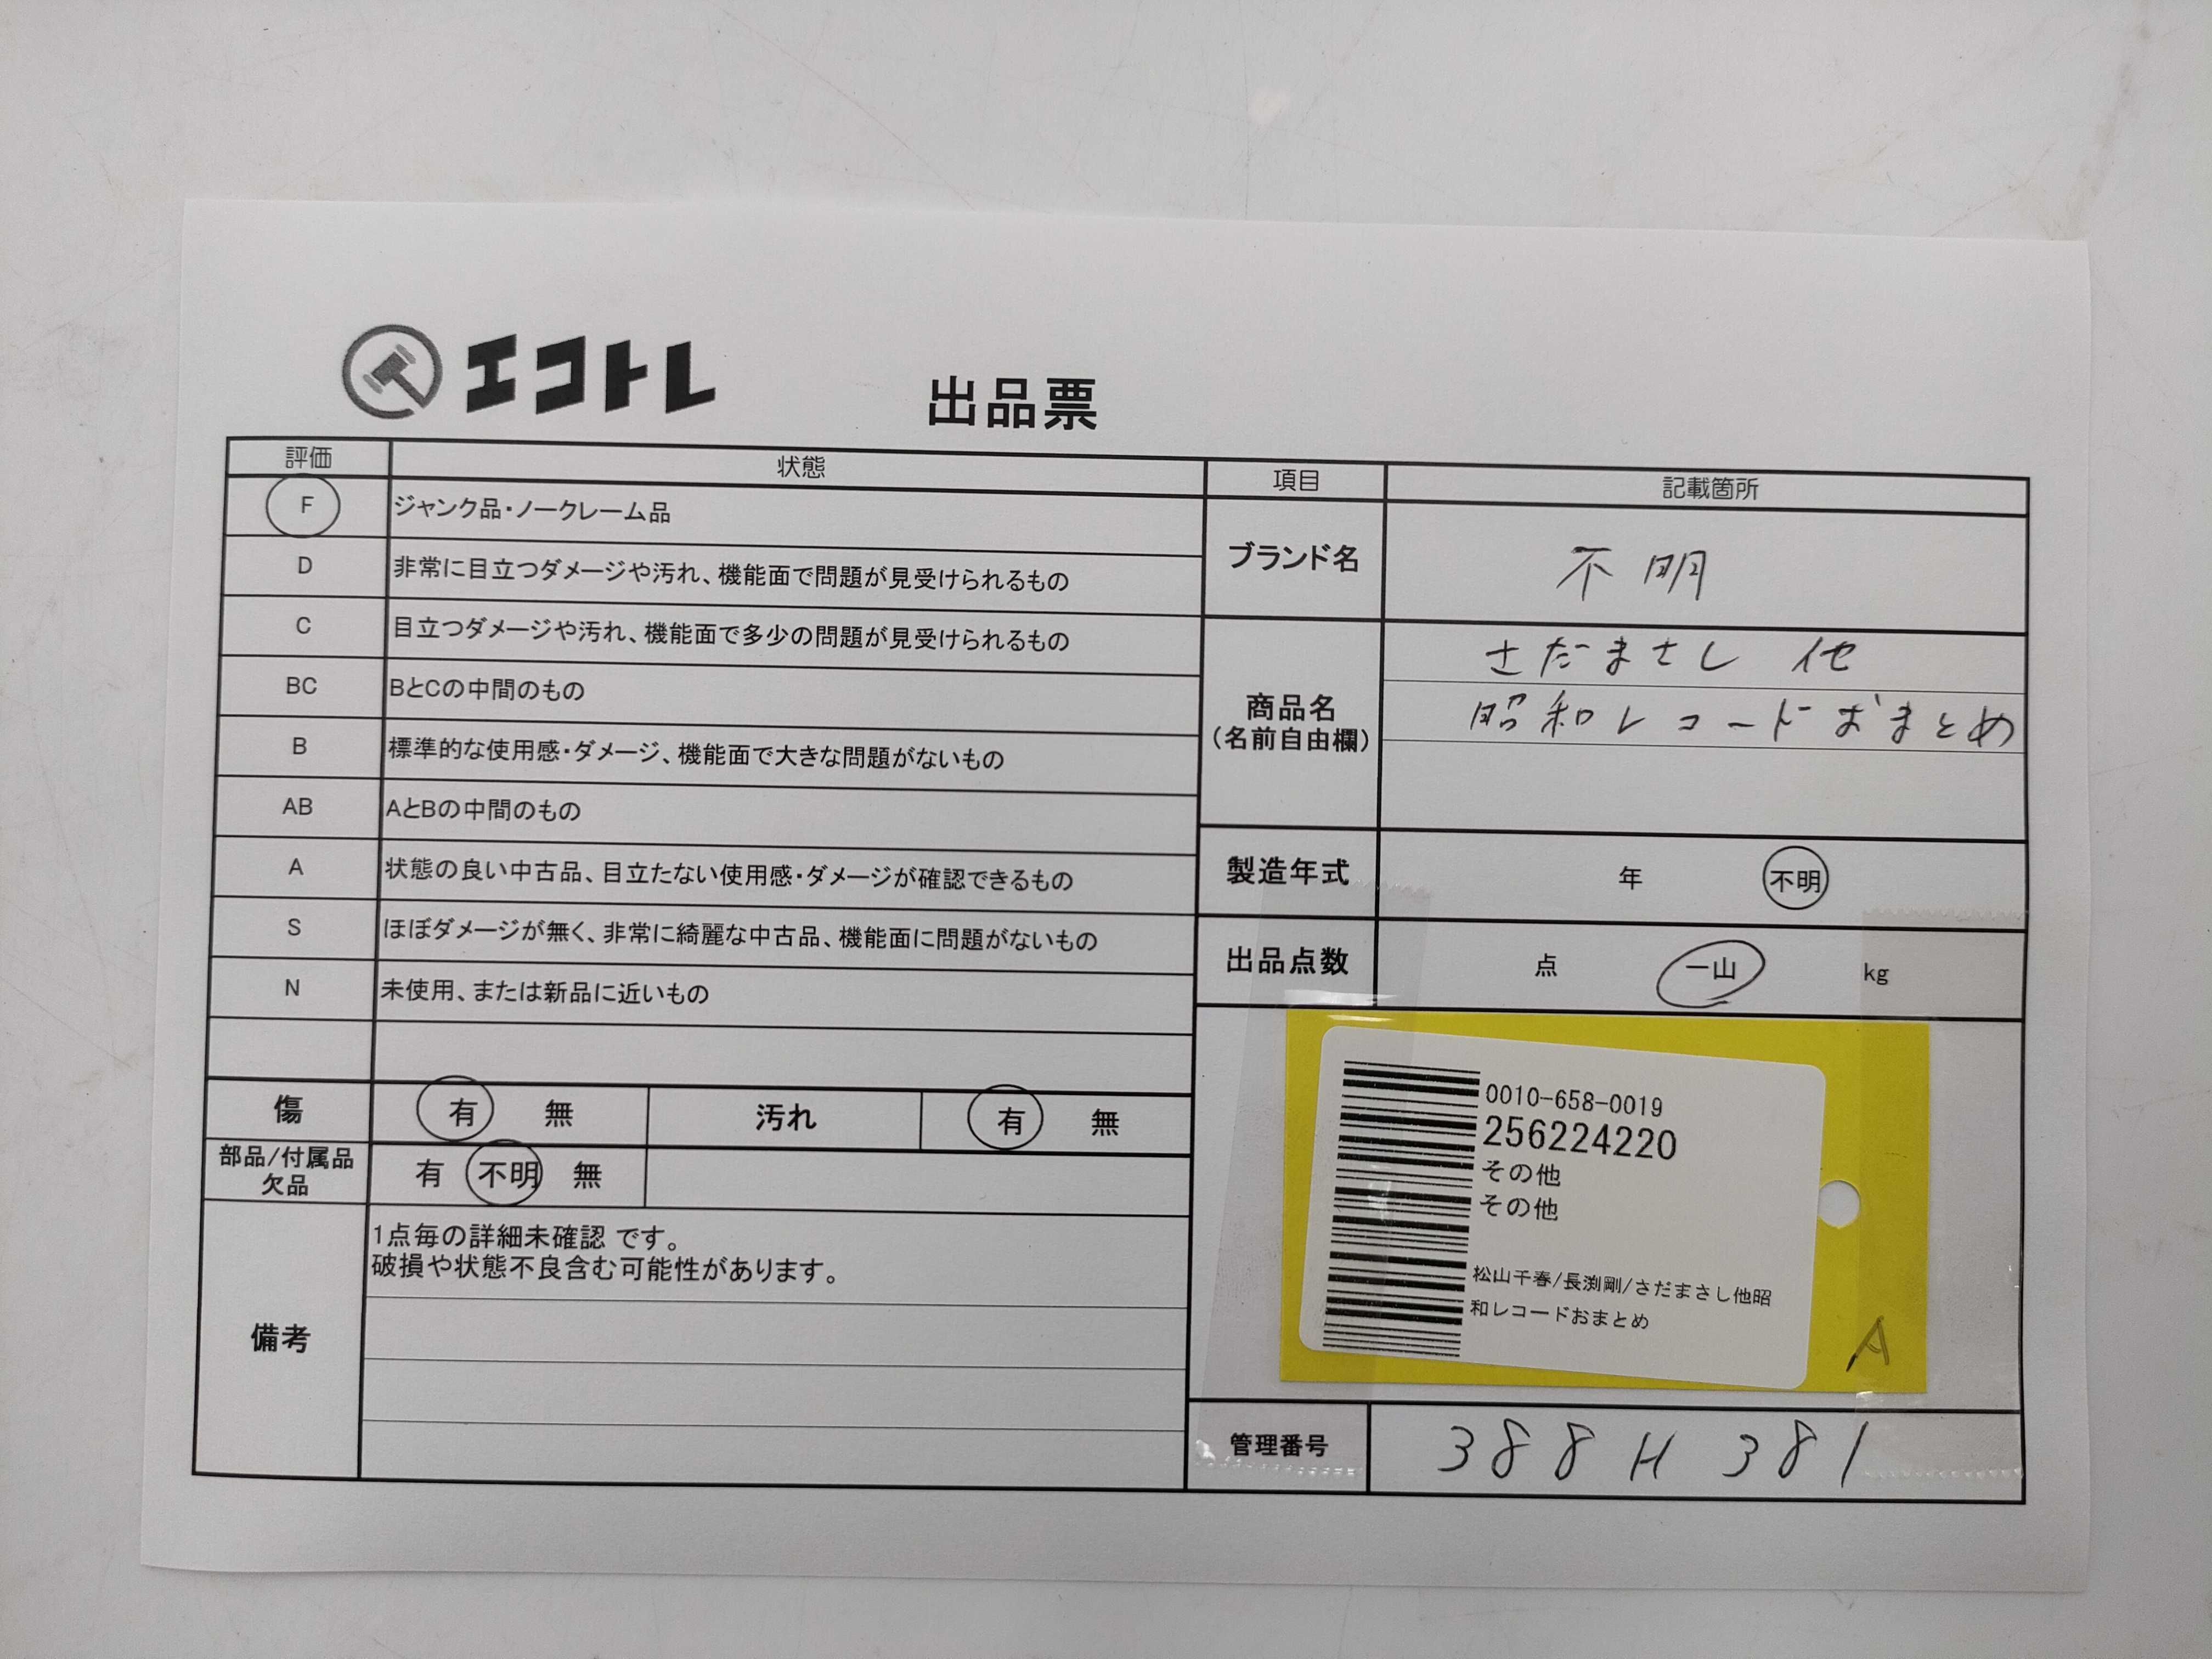 エコトレ
出品票
評価 状態
F ジャンク品・ノークレーム品
D 非常に目立つダメージや汚れ、機能面で問題が見受けられるもの
C 目立つダメージや汚れ、機能面で多少の問題が見受けられるもの
BC BとCの中間のもの
B 標準的な使用感・ダメージ、機能面で大きな問題がないもの
AB AとBの中間のもの
A 状態の良い中古品、目立たない使用感・ダメージが確認できるもの
S ほぼダメージが無く、非常に綺麗な中古品、機能面に問題がないもの
N 未使用、または新品に近いもの
傷 有 無 汚れ 有 無
部品/付属品
欠品
有 不明 無
備考
1点毎の詳細未確認 です。
破損や状態不良含む可能性があります。
項目 記載箇所
ブランド名 不明
商品名
(名前自由欄)
さだまさし 他
昭和レコードおまとめ
製造年式 年 不明
出品点数 点 一山 kg
0010-658-0019
256224220
その他
その他
松山千春/長渕剛/さだまさし他昭
和レコードおまとめ
A
管理番号 388H381